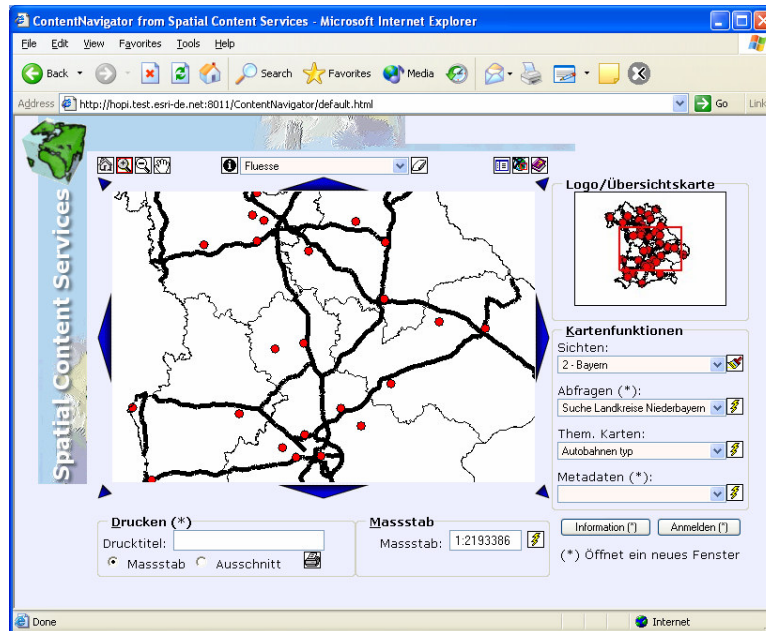 ContentNavigator from Spatial Content Services - Microsoft Internet Explorer
File Edit View Favorites Tools Help
Back Search Favorites Media
Address http://hopi.test.esri-de.net:8011/ContentNavigator/default.html Go Link
Fluesse
Spatial Content Services
Logo/Übersichtskarte
Kartenfunktionen
Sichten:
2 - Bayern
Abfragen (*):
Suche Landkreise Niederbayern
Them. Karten:
Autobahnen typ
Metadaten (*):
Information (*) Anmelden (*)
(*) Öffnet ein neues Fenster
Drucken (*)
Drucktitel:
Massstab Ausschnitt
Massstab
Massstab: 1:2193386
Done Internet